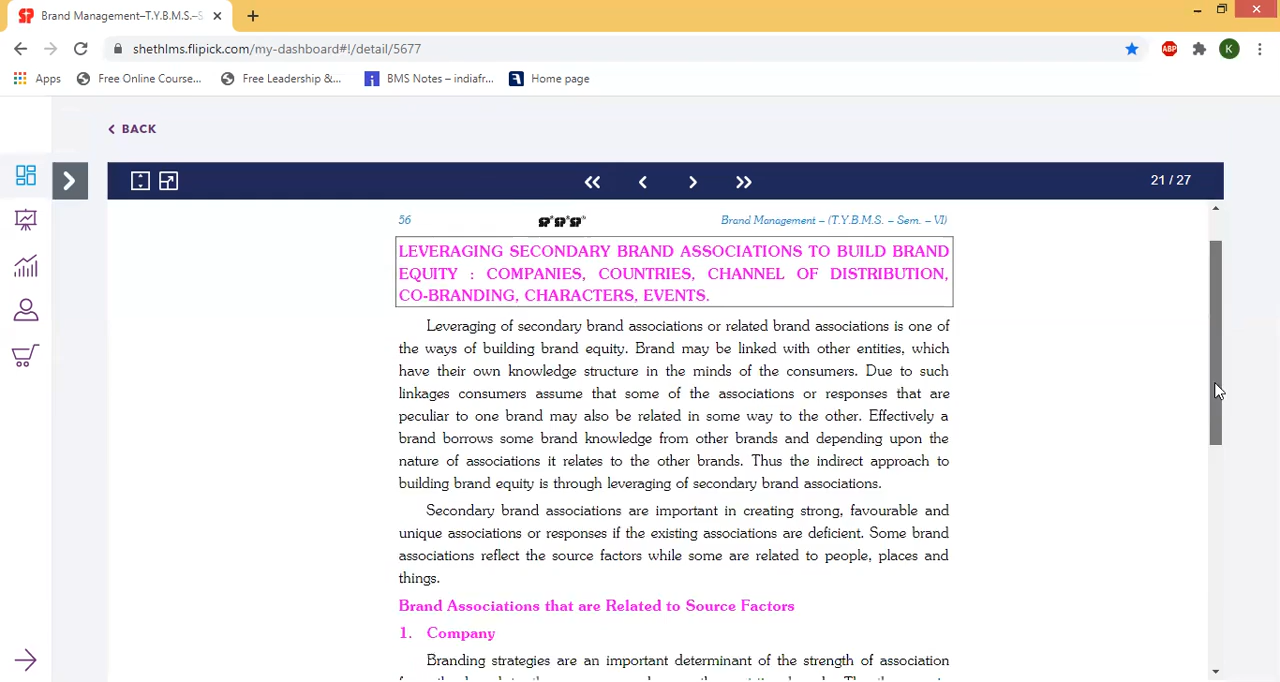 Brand Management–T.Y.B.M.S.–S
shethlms.flipick.com/my-dashboard#!/detail/5677
ABP
K
Apps
Free Online Course...
Free Leadership &...
BMS Notes – indiafr...
Home page
BACK
21 / 27
56
Brand Management – (T.Y.B.M.S. – Sem. – VI)
LEVERAGING SECONDARY BRAND ASSOCIATIONS TO BUILD BRAND
EQUITY : COMPANIES, COUNTRIES, CHANNEL OF DISTRIBUTION,
CO-BRANDING, CHARACTERS, EVENTS.
Leveraging of secondary brand associations or related brand associations is one of
the ways of building brand equity. Brand may be linked with other entities, which
have their own knowledge structure in the minds of the consumers. Due to such
linkages consumers assume that some of the associations or responses that are
peculiar to one brand may also be related in some way to the other. Effectively a
brand borrows some brand knowledge from other brands and depending upon the
nature of associations it relates to the other brands. Thus the indirect approach to
building brand equity is through leveraging of secondary brand associations.
Secondary brand associations are important in creating strong, favourable and
unique associations or responses if the existing associations are deficient. Some brand
associations reflect the source factors while some are related to people, places and
things.
Brand Associations that are Related to Source Factors
1. Company
Branding strategies are an important determinant of the strength of association